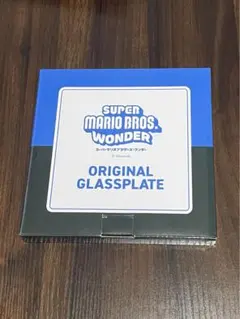 SUPER
MARIO BROS.
WONDER
スーパーマリオブラザーズ ワンダー
© Nintendo
ORIGINAL
GLASSPLATE